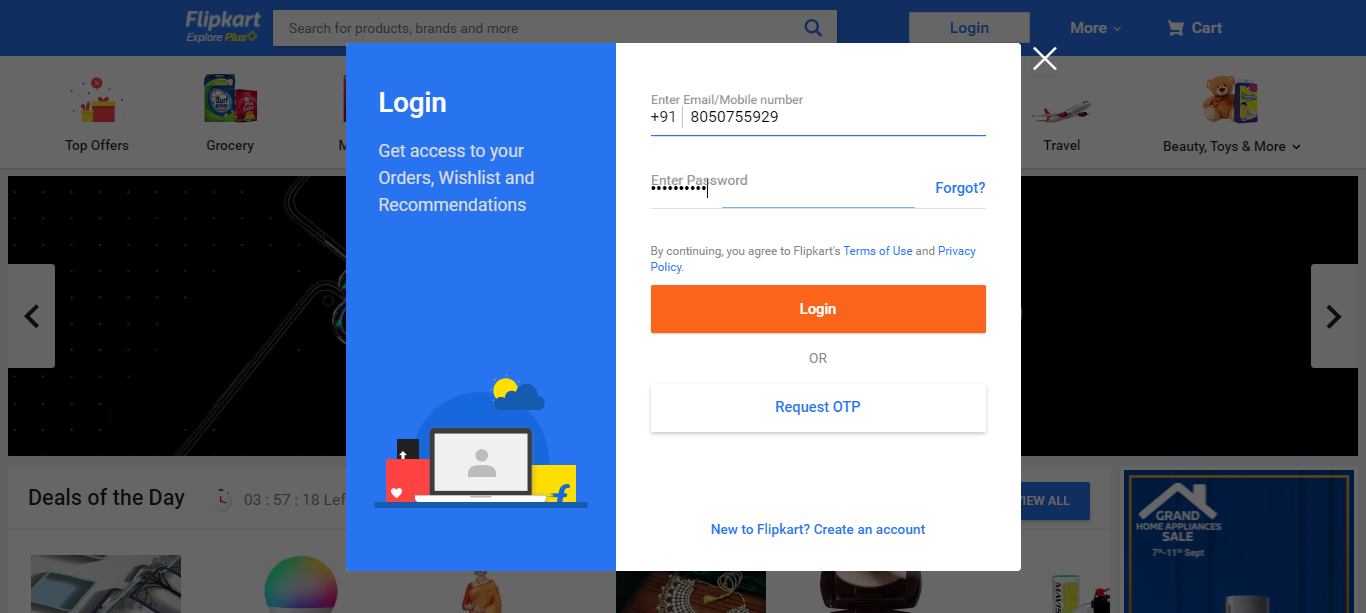 Flipkart
Explore Plus
Search for products, brands and more
Login
More
Cart
Top Offers
Grocery
M
Travel
Beauty, Toys & More
Login
Get access to your
Orders, Wishlist and
Recommendations
Enter Email/Mobile number
+91 8050755929
Enter Password
Forgot?
By continuing, you agree to Flipkart's Terms of Use and Privacy
Policy.
Login
OR
Request OTP
New to Flipkart? Create an account
Deals of the Day
03 : 57 : 18 Lef
VIEW ALL
GRAND
HOME APPLIANCES
SALE
7th-11th Sept